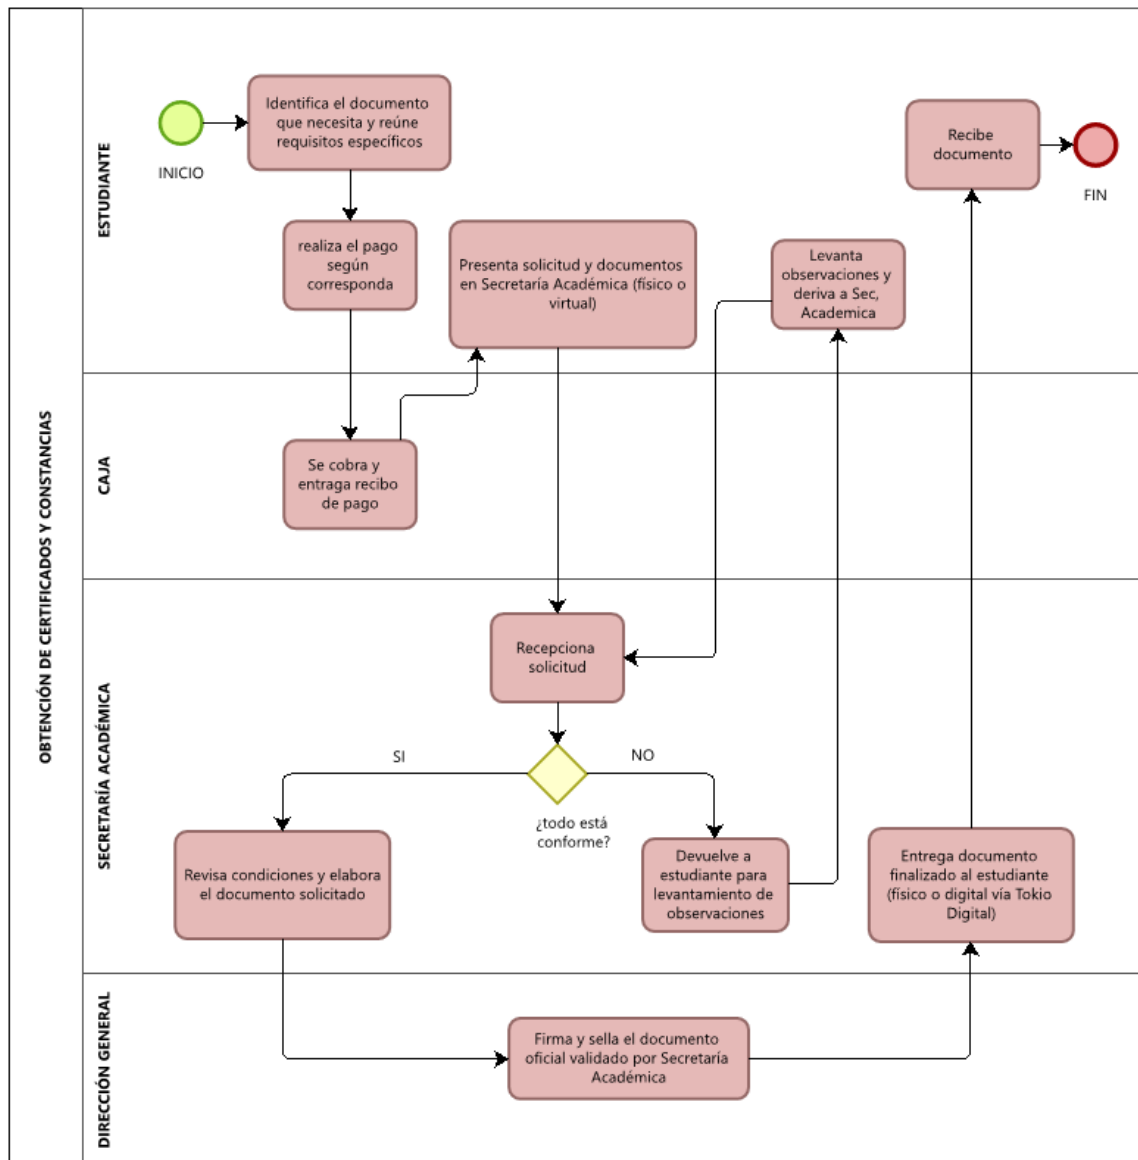 OBTENCIÓN DE CERTIFICADOS Y CONSTANCIAS
ESTUDIANTE
INICIO
Identifica el documento
que necesita y reúne
requisitos específicos
realiza el pago
según
corresponda
Presenta solicitud y documentos
en Secretaría Académica (físico o
virtual)
Levanta
observaciones y
deriva a Sec,
Academica
Recibe
documento
FIN
CAJA
Se cobra y
entraga recibo
de pago
SECRETARÍA ACADÉMICA
Recepciona
solicitud
SI
NO
¿todo está
conforme?
Revisa condiciones y elabora
el documento solicitado
Devuelve a
estudiante para
levantamiento de
observaciones
Entrega documento
finalizado al estudiante
(físico o digital vía Tokio
Digital)
DIRECCIÓN GENERAL
Firma y sella el documento
oficial validado por Secretaría
Académica